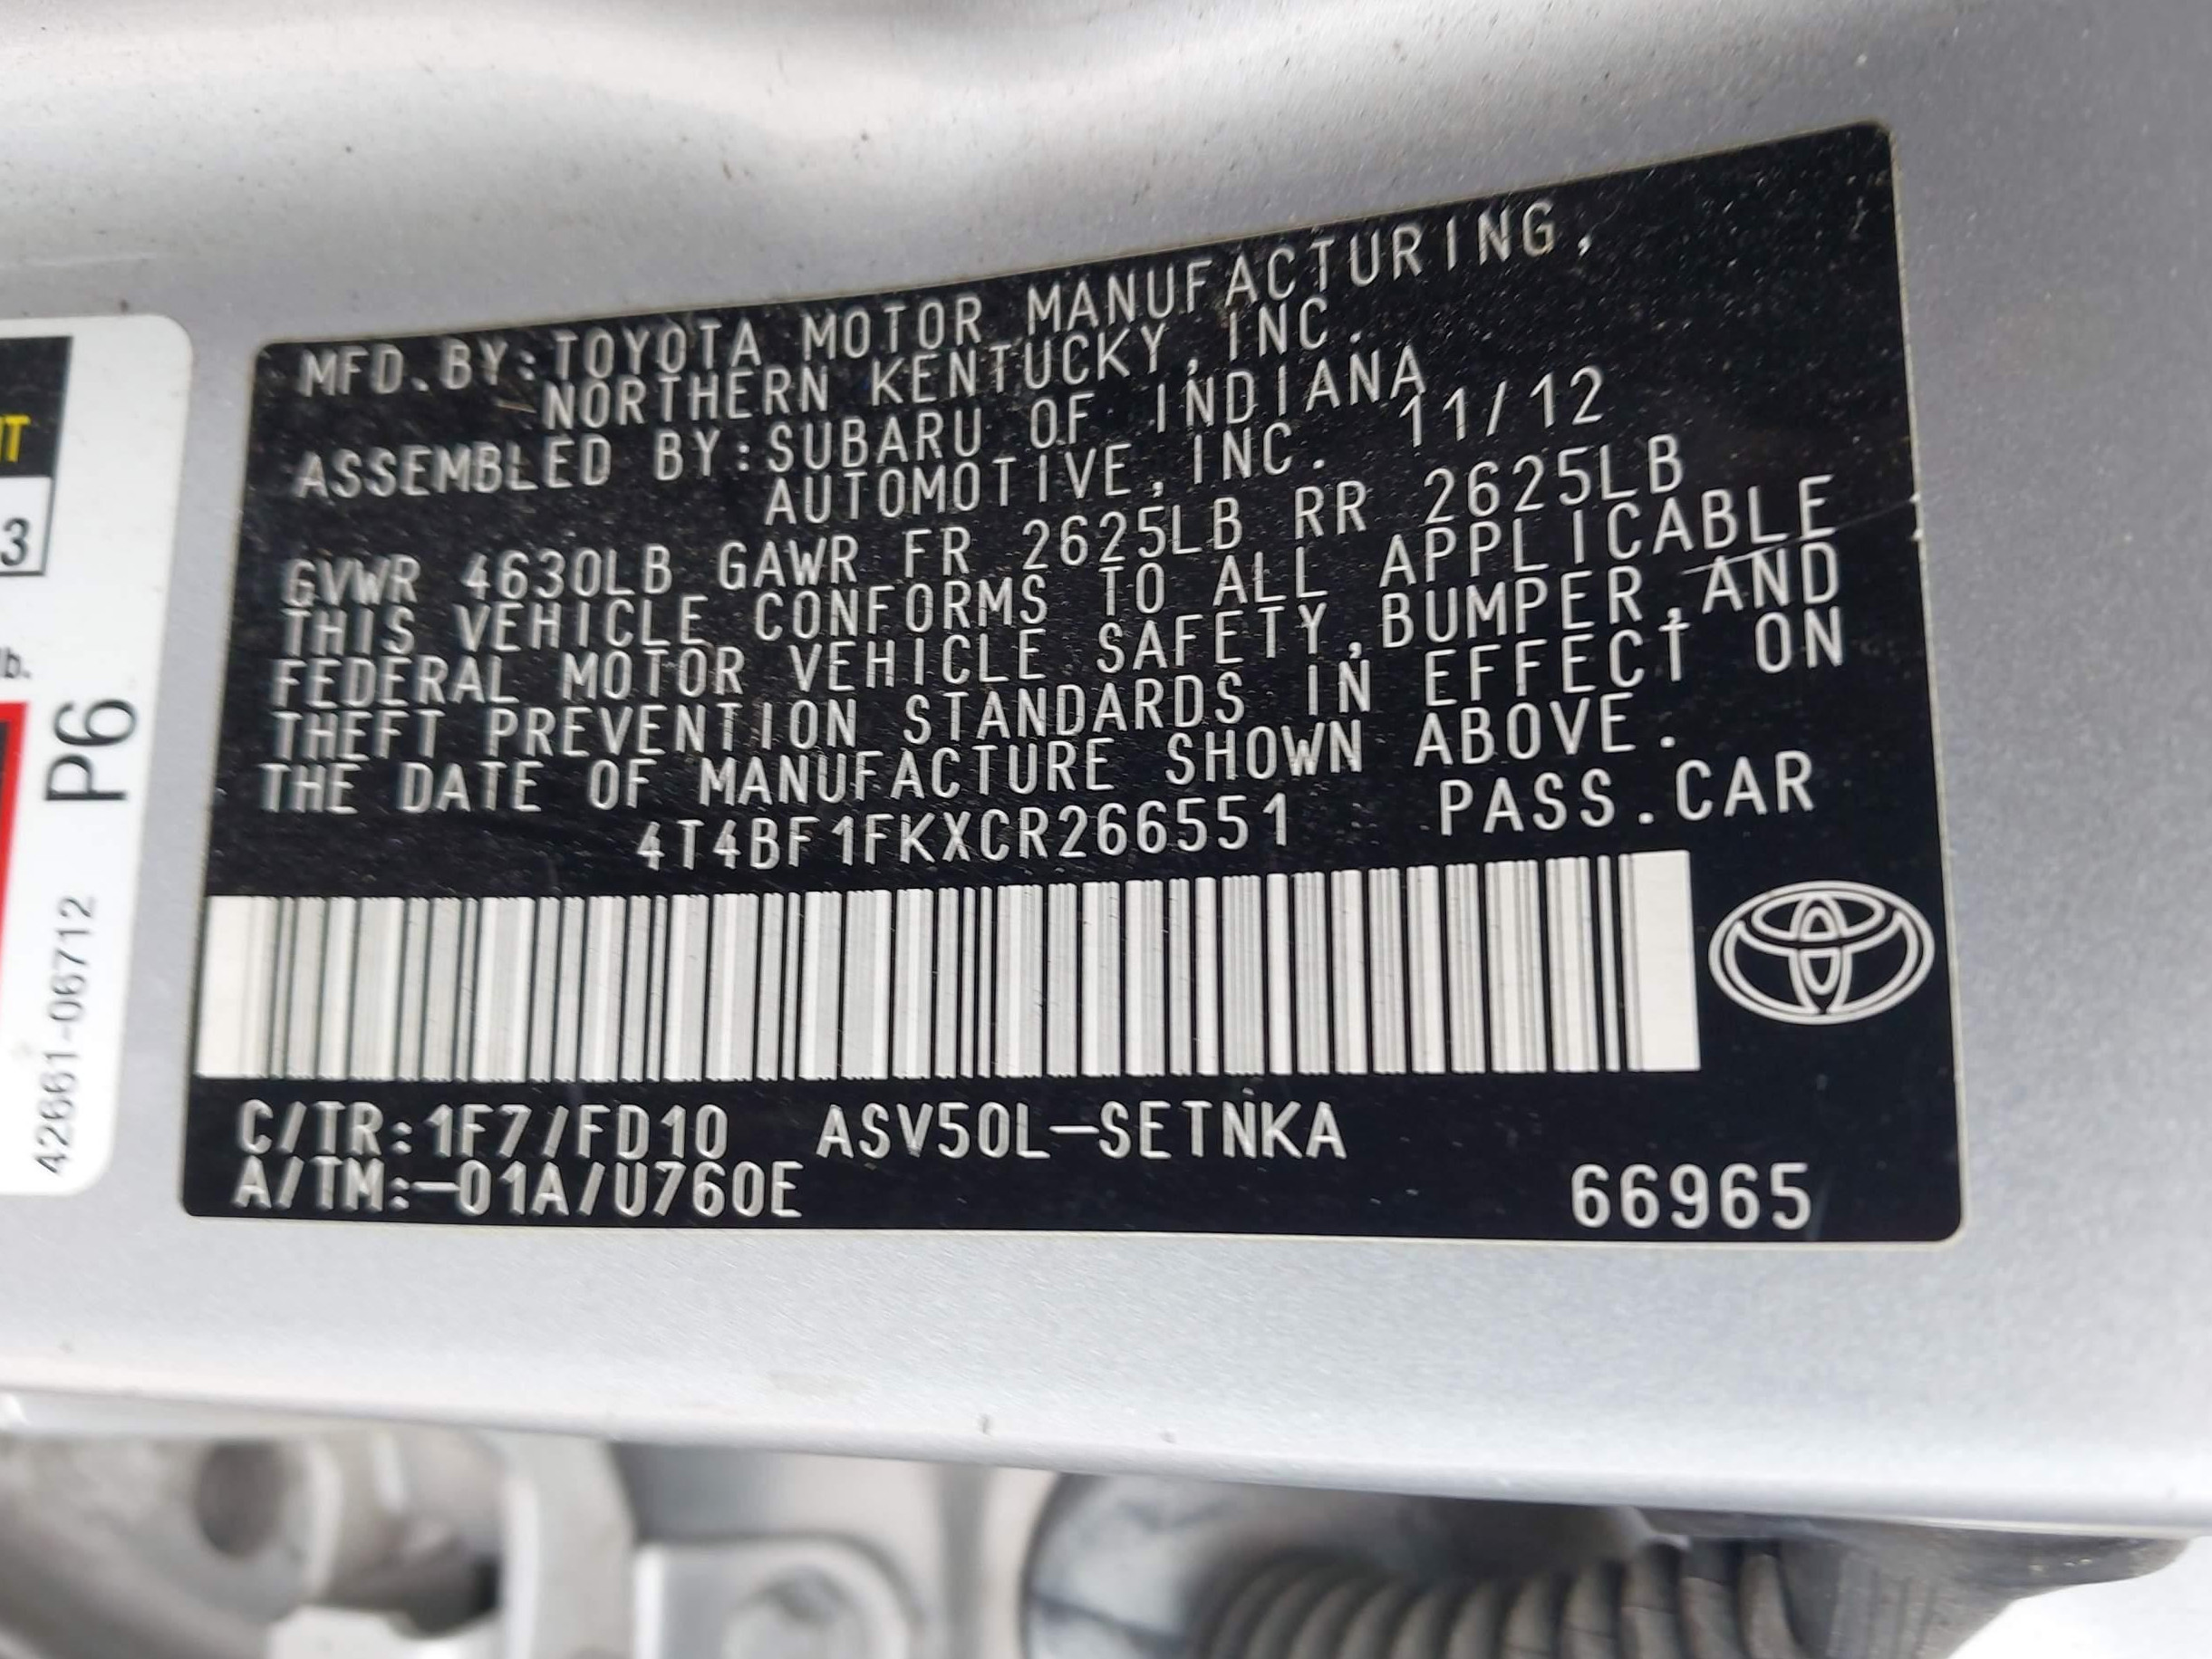 MFD.BY:TOYOTA MOTOR MANUFACTURING,
NORTHERN KENTUCKY,INC.
ASSEMBLED BY:SUBARU OF INDIANA
AUTOMOTIVE,INC. 11/12
GVWR 4630LB GAWR FR 2625LB RR 2625LB
THIS VEHICLE CONFORMS TO ALL APPLICABLE
FEDERAL MOTOR VEHICLE SAFETY,BUMPER,AND
THEFT PREVENTION STANDARDS IN EFFECT ON
THE DATE OF MANUFACTURE SHOWN ABOVE.
4T4BF1FKXCR266551 PASS.CAR
C/TR:1F7/FD10 ASV50L-SETNKA
A/TM:-01A/U760E 66965
3
lb.
P6
42661-06712